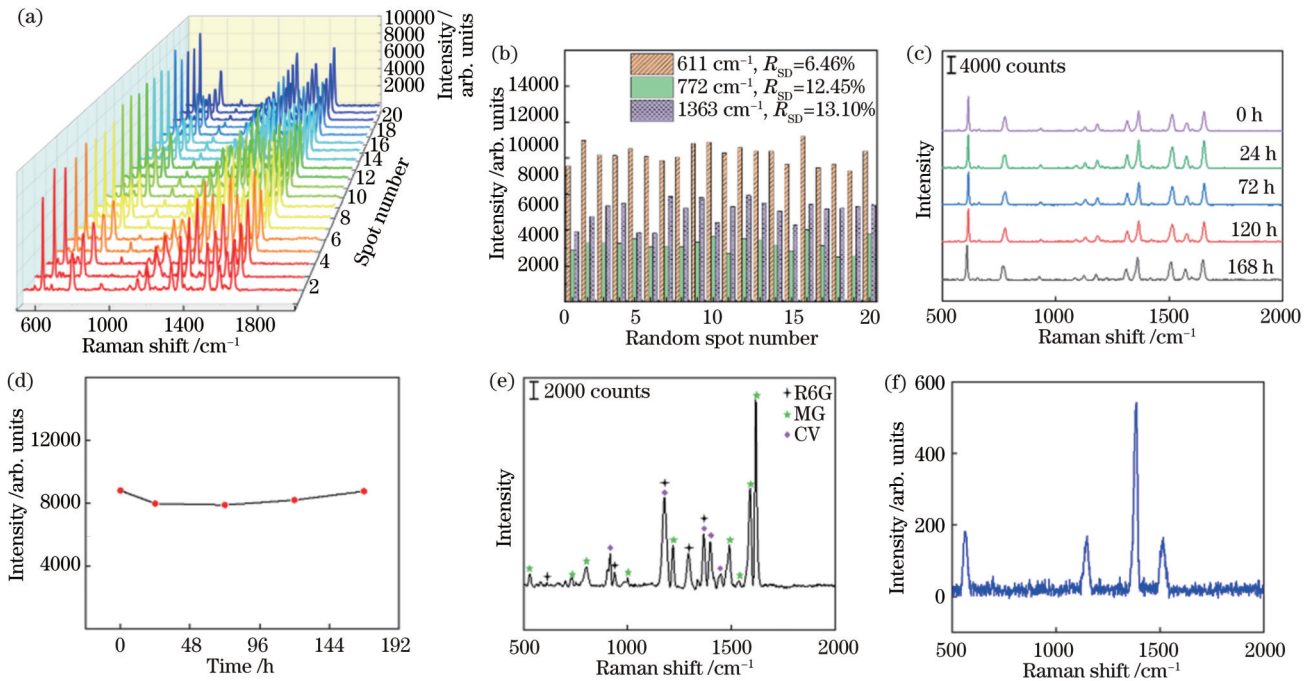 (a)
10000
8000
6000
4000
2000
Intensity /
arb. units
20
18
16
14
12
10
8
6
4
2
Spot number
600
1000
1400
1800
Raman shift /cm⁻¹
(b)
611 cm⁻¹, R_SD=6.46%
772 cm⁻¹, R_SD=12.45%
1363 cm⁻¹, R_SD=13.10%
14000
12000
10000
8000
6000
4000
2000
Intensity /arb. units
0 5 10 15 20
Random spot number
(c)
4000 counts
0 h
24 h
72 h
120 h
168 h
Intensity
500 1000 1500 2000
Raman shift /cm⁻¹
(d)
12000
8000
4000
Intensity /arb. units
0 48 96 144 192
Time /h
(e)
2000 counts
R6G
MG
CV
Intensity
500 1000 1500 2000
Raman shift /cm⁻¹
(f)
600
400
200
0
Intensity /arb. units
500 1000 1500 2000
Raman shift /cm⁻¹